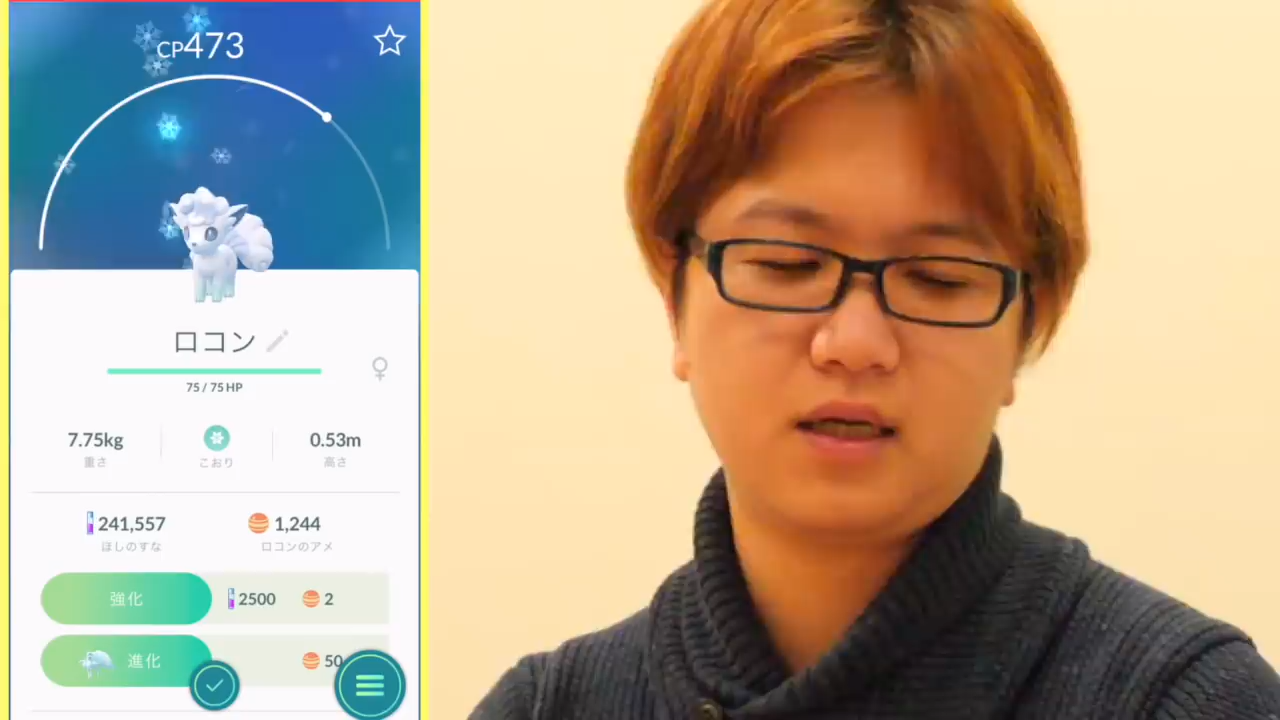 CP473
ロコン
75 / 75 HP
7.75kg
重さ
こおり
0.53m
高さ
241,557
ほしのすな
1,244
ロコンのアメ
強化 2500 2
進化 50